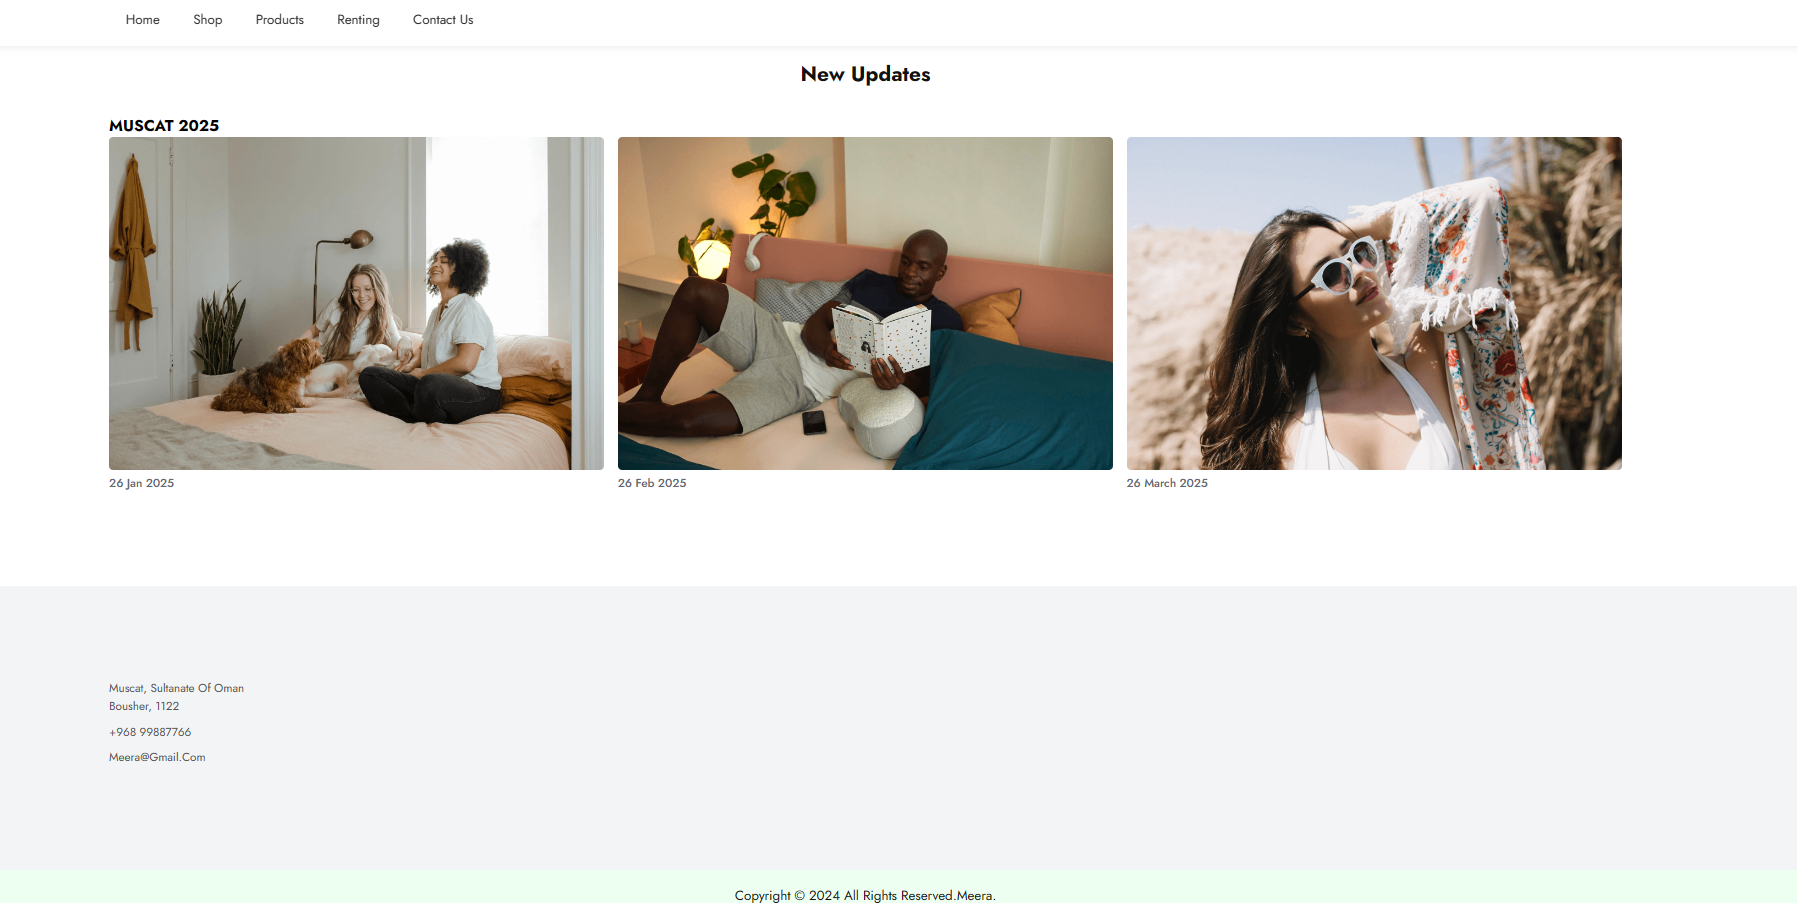 Home Shop Products Renting Contact Us
New Updates
MUSCAT 2025
26 Jan 2025 26 Feb 2025 26 March 2025
Muscat, Sultanate Of Oman
Bousher, 1122
+968 99887766
Meera@Gmail.Com
Copyright © 2024 All Rights Reserved.Meera.